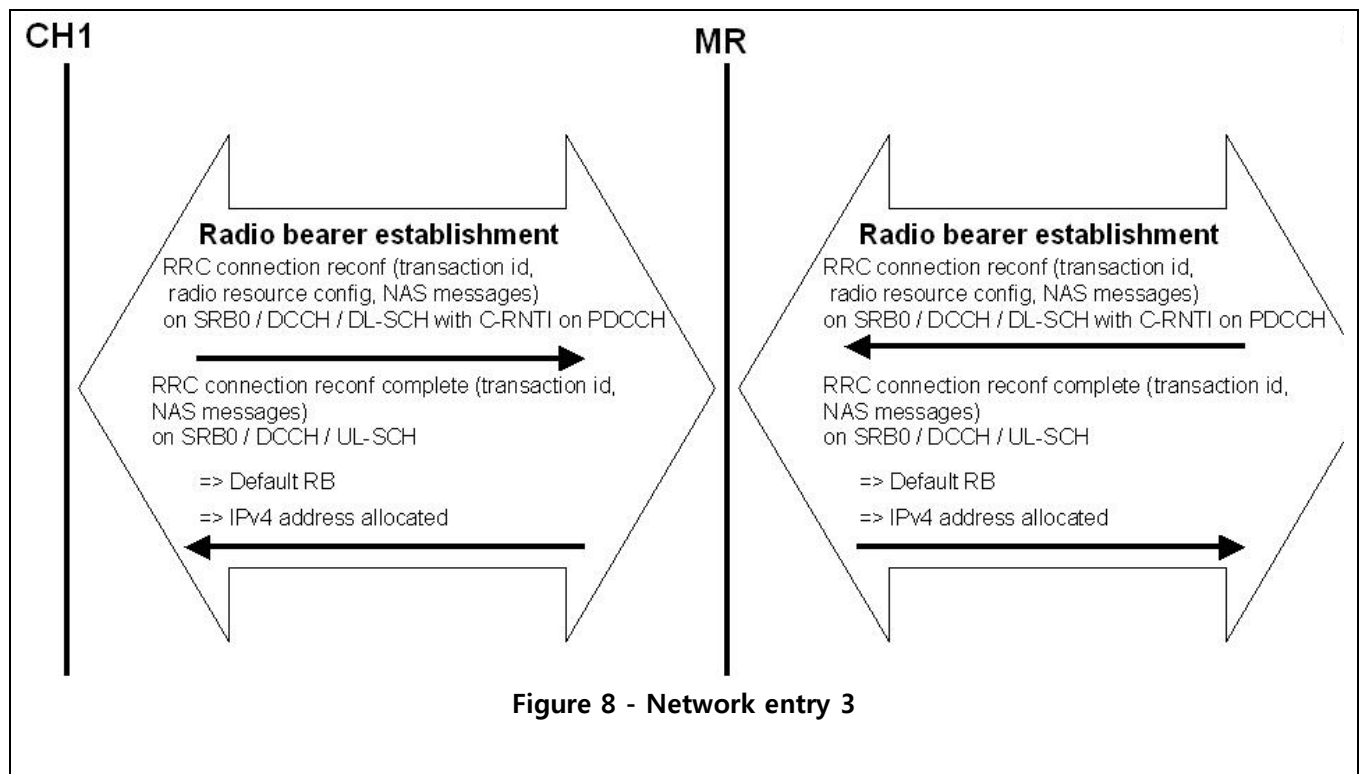 CH1
MR
Radio bearer establishment
RRC connection reconf (transaction id,
radio resource config, NAS messages)
on SRB0 / DCCH / DL-SCH with C-RNTI on PDCCH
RRC connection reconf complete (transaction id,
NAS messages)
on SRB0 / DCCH / UL-SCH
=> Default RB
=> IPv4 address allocated
Radio bearer establishment
RRC connection reconf (transaction id,
radio resource config, NAS messages)
on SRB0 / DCCH / DL-SCH with C-RNTI on PDCCH
RRC connection reconf complete (transaction id,
NAS messages)
on SRB0 / DCCH / UL-SCH
=> Default RB
=> IPv4 address allocated
Figure 8 - Network entry 3